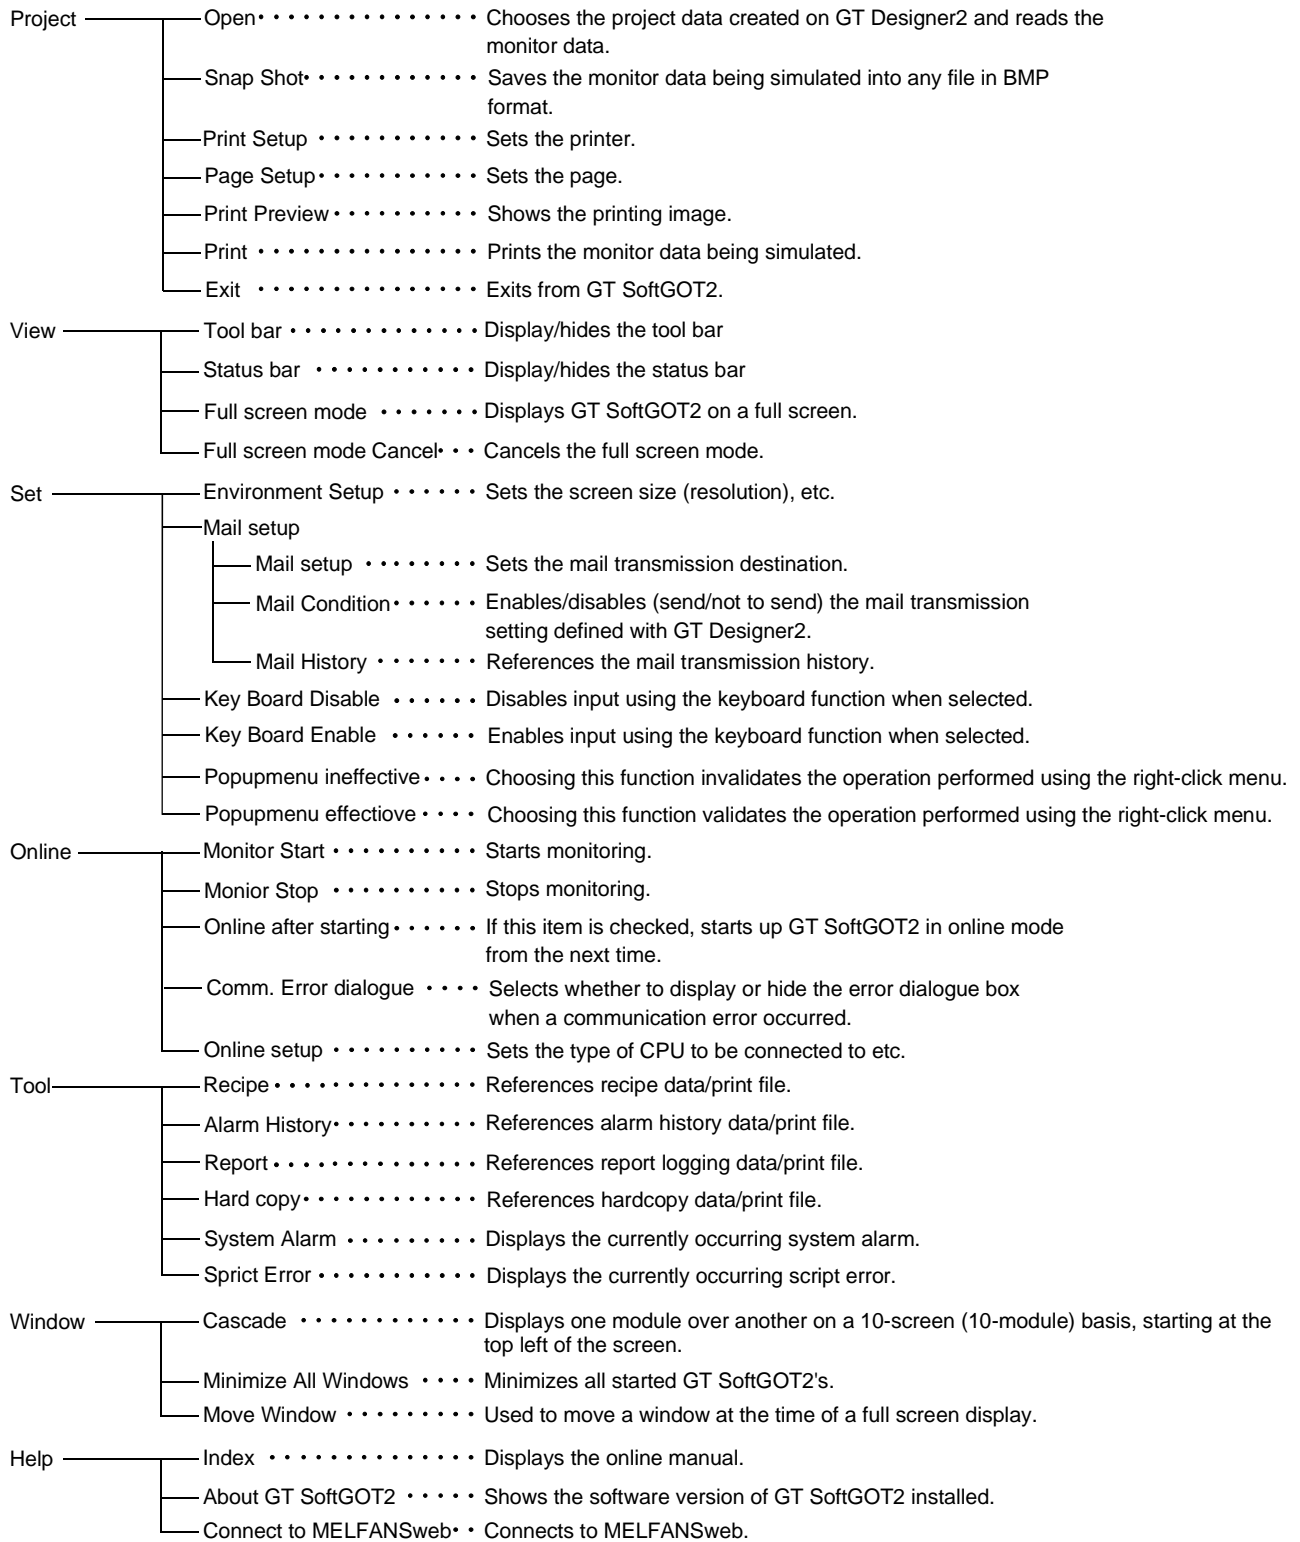 Project Open Chooses the project data created on GT Designer2 and reads the
monitor data.
Snap Shot Saves the monitor data being simulated into any file in BMP
format.
Print Setup Sets the printer.
Page Setup Sets the page.
Print Preview Shows the printing image.
Print Prints the monitor data being simulated.
Exit Exits from GT SoftGOT2.
View Tool bar Display/hides the tool bar
Status bar Display/hides the status bar
Full screen mode Displays GT SoftGOT2 on a full screen.
Full screen mode Cancel Cancels the full screen mode.
Set Environment Setup Sets the screen size (resolution), etc.
Mail setup
Mail setup Sets the mail transmission destination.
Mail Condition Enables/disables (send/not to send) the mail transmission
setting defined with GT Designer2.
Mail History References the mail transmission history.
Key Board Disable Disables input using the keyboard function when selected.
Key Board Enable Enables input using the keyboard function when selected.
Popupmenu ineffective Choosing this function invalidates the operation performed using the right-click menu.
Popupmenu effectiove Choosing this function validates the operation performed using the right-click menu.
Online Monitor Start Starts monitoring.
Monior Stop Stops monitoring.
Online after starting If this item is checked, starts up GT SoftGOT2 in online mode
from the next time.
Comm. Error dialogue Selects whether to display or hide the error dialogue box
when a communication error occurred.
Online setup Sets the type of CPU to be connected to etc.
Tool Recipe References recipe data/print file.
Alarm History References alarm history data/print file.
Report References report logging data/print file.
Hard copy References hardcopy data/print file.
System Alarm Displays the currently occurring system alarm.
Sprict Error Displays the currently occurring script error.
Window Cascade Displays one module over another on a 10-screen (10-module) basis, starting at the
top left of the screen.
Minimize All Windows Minimizes all started GT SoftGOT2's.
Move Window Used to move a window at the time of a full screen display.
Help Index Displays the online manual.
About GT SoftGOT2 Shows the software version of GT SoftGOT2 installed.
Connect to MELFANSweb Connects to MELFANSweb.